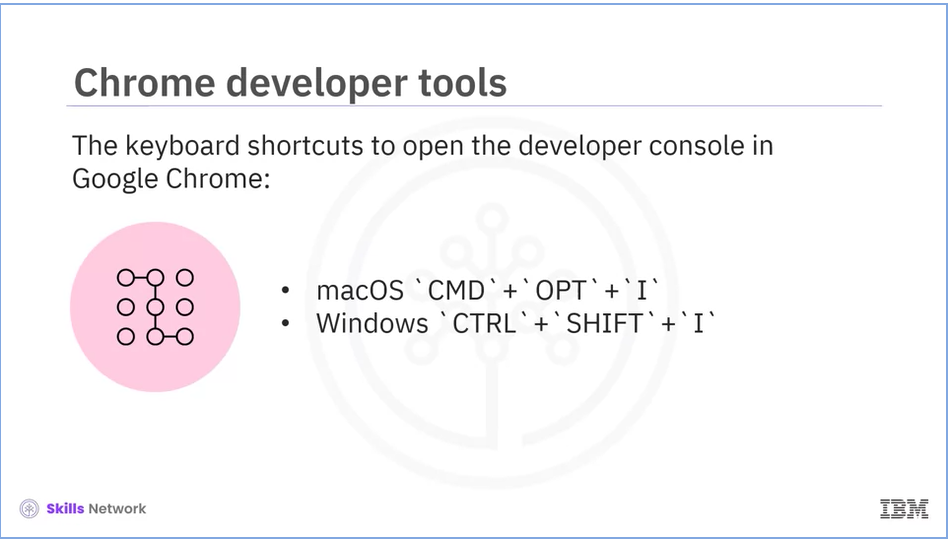 Chrome developer tools
The keyboard shortcuts to open the developer console in
Google Chrome:
• macOS `CMD`+`OPT`+`I`
• Windows `CTRL`+`SHIFT`+`I`
Skills Network
IBM